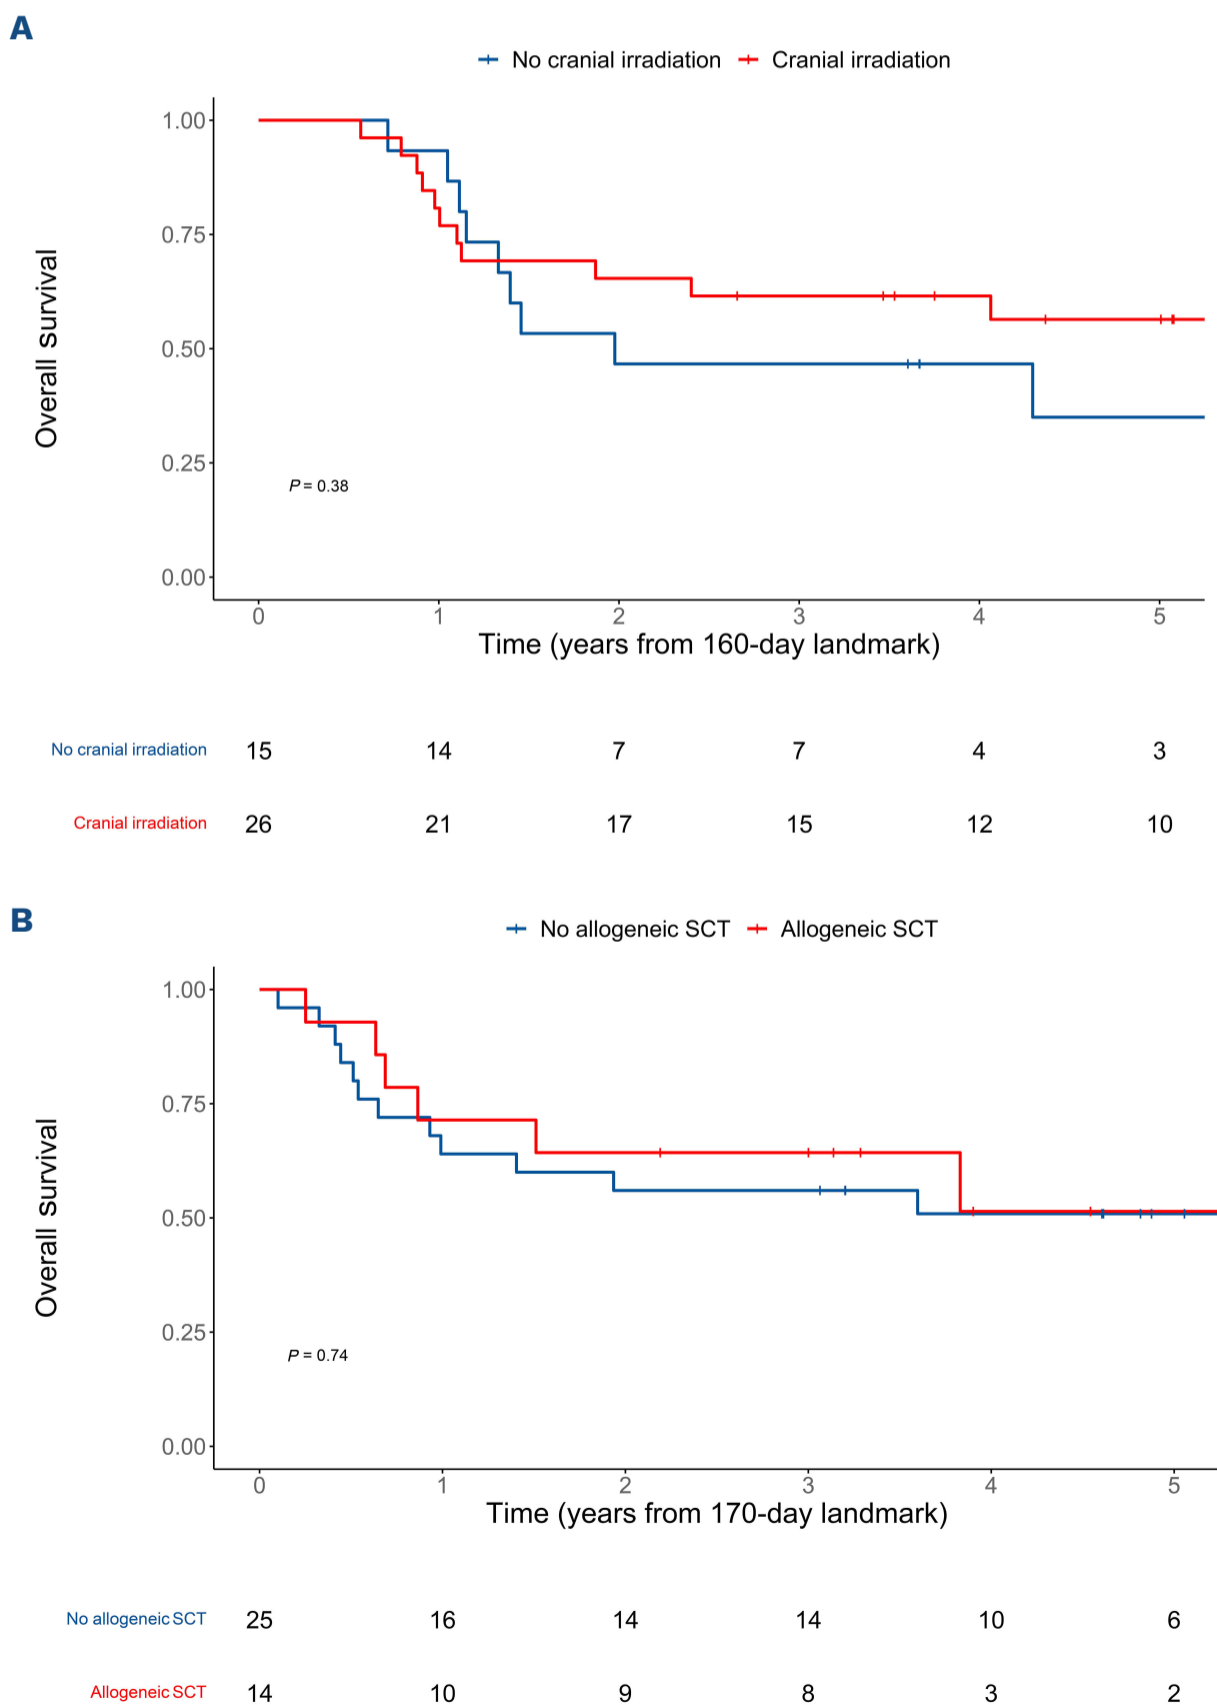 A
No cranial irradiation Cranial irradiation
1.00
0.75
0.50
0.25
0.00
Overall survival
P = 0.38
0 1 2 3 4 5
Time (years from 160-day landmark)
No cranial irradiation 15 14 7 7 4 3
Cranial irradiation 26 21 17 15 12 10
B
No allogeneic SCT Allogeneic SCT
1.00
0.75
0.50
0.25
0.00
Overall survival
P = 0.74
0 1 2 3 4 5
Time (years from 170-day landmark)
No allogeneic SCT 25 16 14 14 10 6
Allogeneic SCT 14 10 9 8 3 2